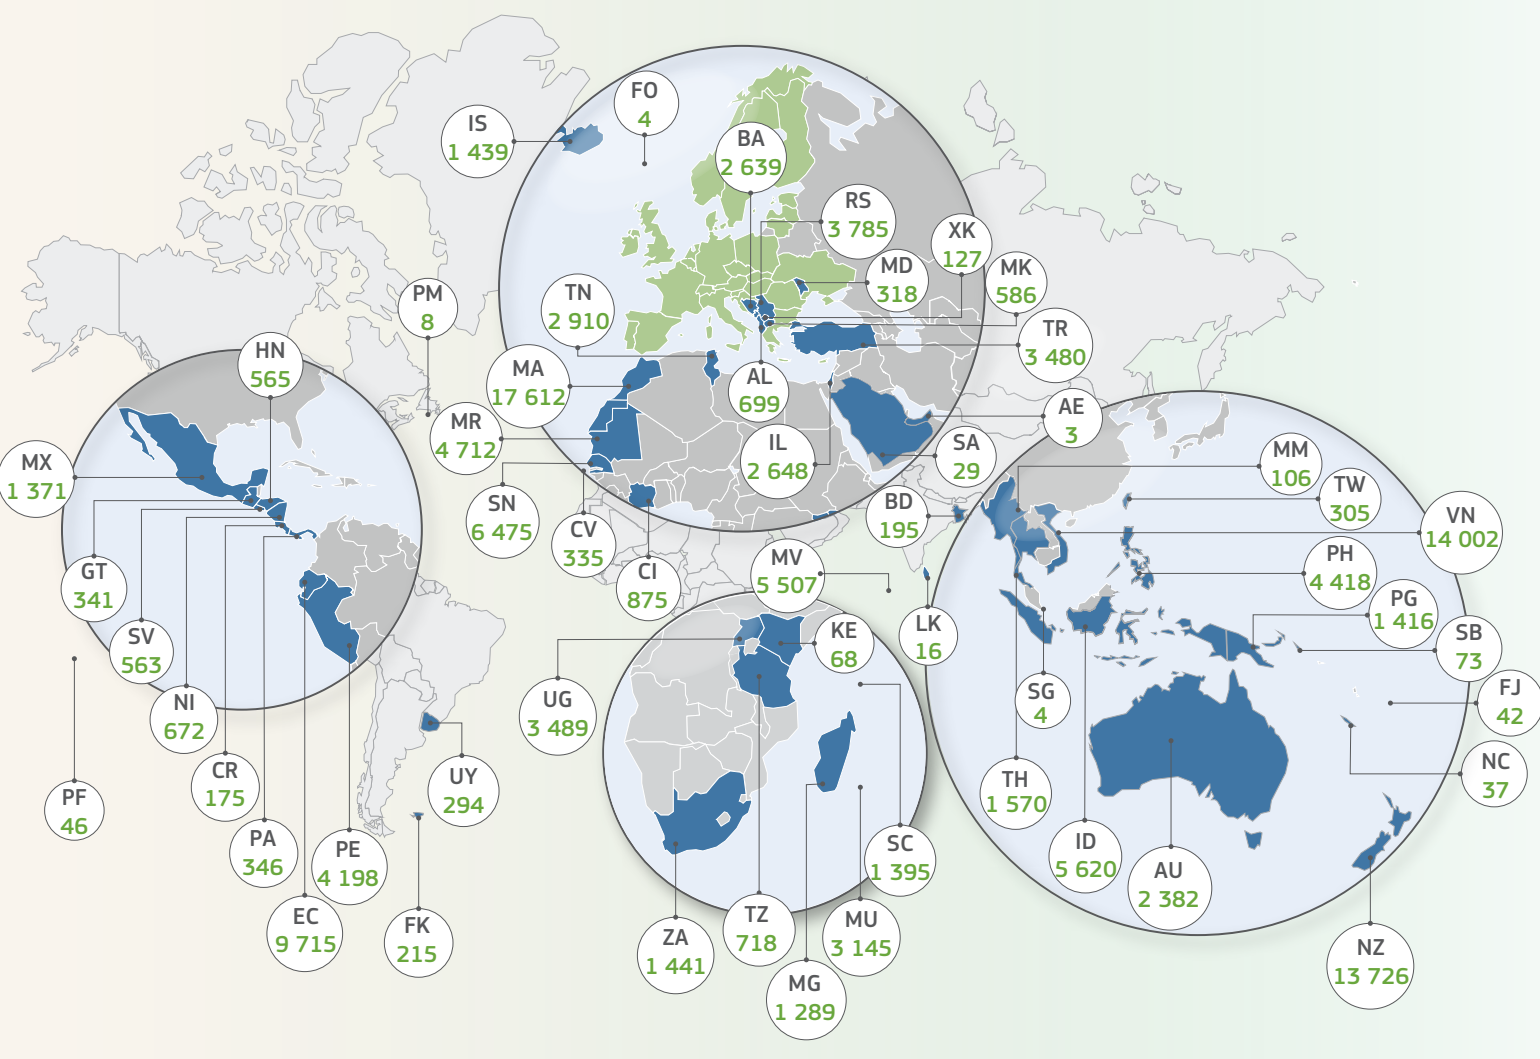 FO
4
IS
1 439
BA
2 639
RS
3 785
XK
127
MD
318
MK
586
TN
2 910
PM
8
TR
3 480
HN
565
MA
17 612
AL
699
AE
3
MR
4 712
IL
2 648
SA
29
MX
1 371
MM
106
TW
305
SN
6 475
BD
195
VN
14 002
CV
335
MV
5 507
PH
4 418
GT
341
CI
875
PG
1 416
SV
563
KE
68
LK
16
SB
73
NI
672
UG
3 489
SG
4
FJ
42
CR
175
UY
294
TH
1 570
NC
37
PF
46
PA
346
PE
4 198
SC
1 395
ID
5 620
AU
2 382
EC
9 715
FK
215
ZA
1 441
TZ
718
MU
3 145
NZ
13 726
MG
1 289